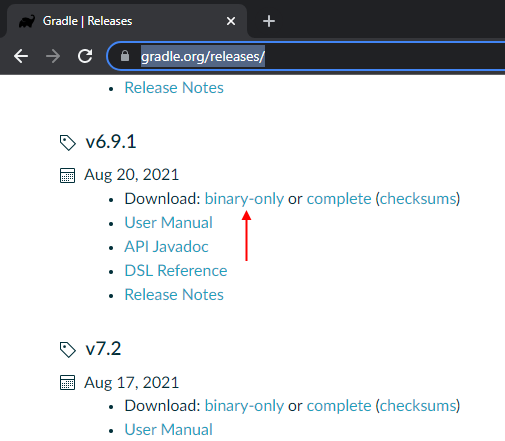 Gradle | Releases
gradle.org/releases/
Release Notes
v6.9.1
Aug 20, 2021
Download: binary-only or complete (checksums)
User Manual
API Javadoc
DSL Reference
Release Notes
v7.2
Aug 17, 2021
Download: binary-only or complete (checksums)
User Manual